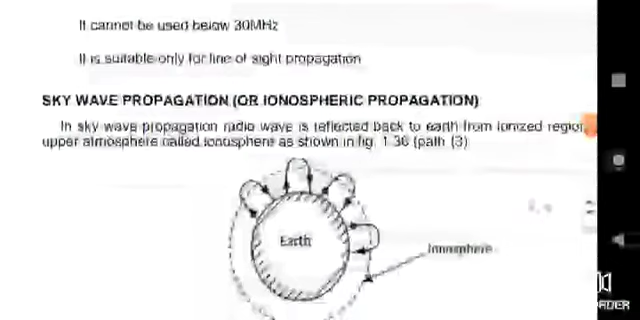 It cannot be used below 30MHz
It is suitable only for line of sight propagation
SKY WAVE PROPAGATION (OR IONOSPHERIC PROPAGATION)
In sky wave propagation radio wave is reflected back to earth from ionized region,
upper atmosphere called ionosphere as shown in fig. 1.36 (path (3)
Earth
Ionosphere